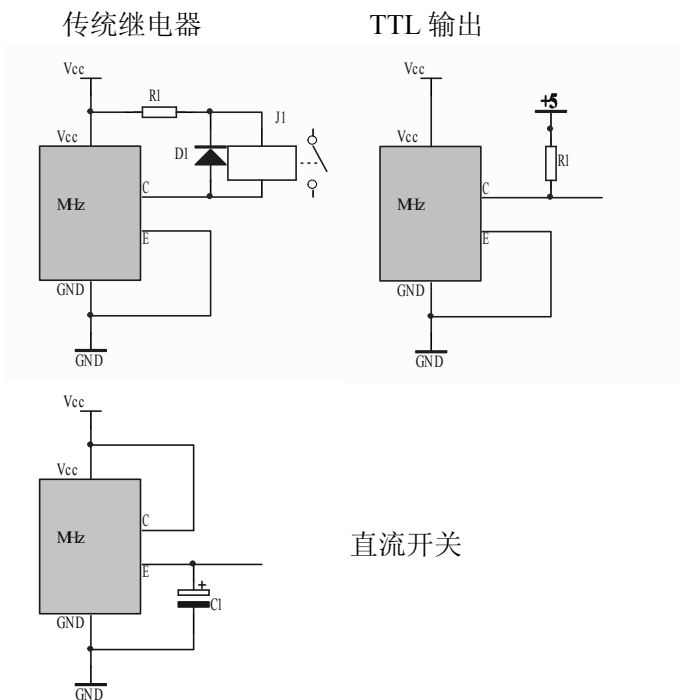 传统继电器
TTL 输出
Vcc
R1
J1
Vcc
D1
C
MHz
E
GND
GND
Vcc
+5
Vcc
R1
C
MHz
E
GND
GND
Vcc
Vcc
C
MHz
E
+
C1
GND
GND
直流开关